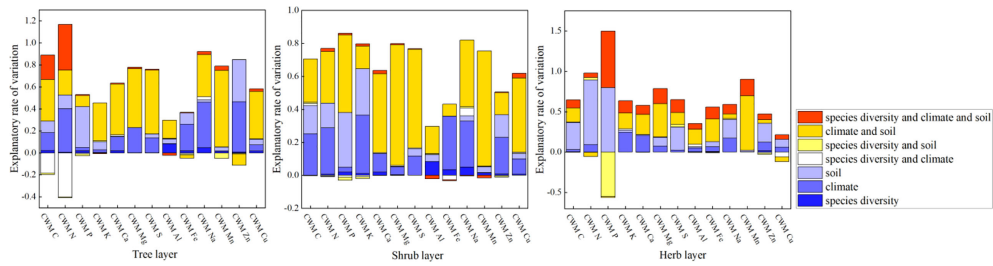 Explanatory rate of variation
1.2
1.0
0.8
0.6
0.4
0.2
0.0
-0.2
-0.4
CWM C
CWM N
CWM P
CWM K
CWM Ca
CWM Mg
CWM S
CWM Al
CWM Fe
CWM Na
CWM Mn
CWM Zn
CWM Cu
Tree layer
Explanatory rate of variation
1.0
0.8
0.6
0.4
0.2
0.0
-0.2
CWM C
CWM N
CWM P
CWM K
CWM Ca
CWM Mg
CWM S
CWM Al
CWM Fe
CWM Na
CWM Mn
CWM Zn
CWM Cu
Shrub layer
Explanatory rate of variation
1.5
1.0
0.5
0.0
-0.5
CWM C
CWM N
CWM P
CWM K
CWM Ca
CWM Mg
CWM S
CWM Al
CWM Fe
CWM Na
CWM Mn
CWM Zn
CWM Cu
Herb layer
species diversity and climate and soil
climate and soil
species diversity and soil
species diversity and climate
soil
climate
species diversity